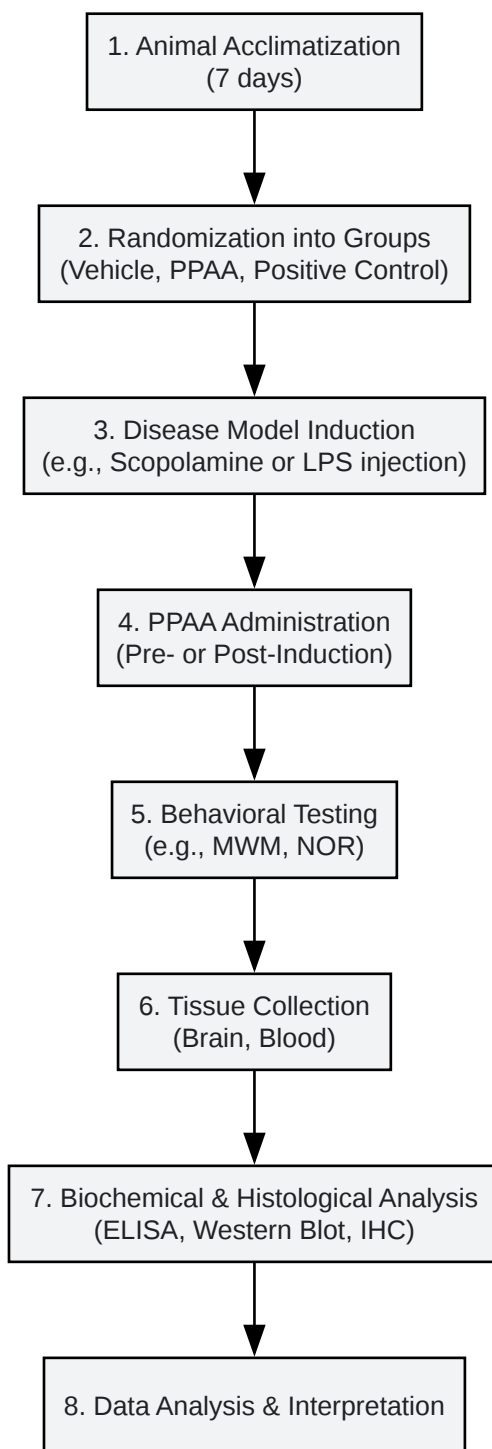 1. Animal Acclimatization
(7 days)
2. Randomization into Groups
(Vehicle, PPAA, Positive Control)
3. Disease Model Induction
(e.g., Scopolamine or LPS injection)
4. PPAA Administration
(Pre- or Post-Induction)
5. Behavioral Testing
(e.g., MWM, NOR)
6. Tissue Collection
(Brain, Blood)
7. Biochemical & Histological Analysis
(ELISA, Western Blot, IHC)
8. Data Analysis & Interpretation